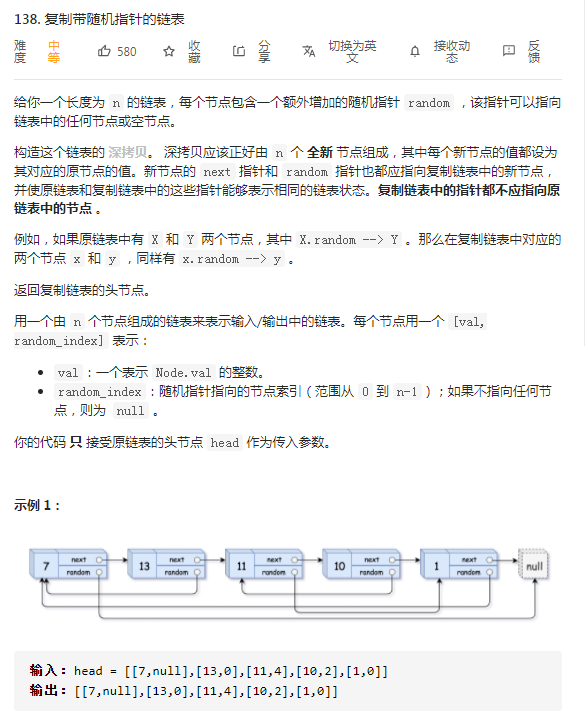 138. 复制带随机指针的链表
难度 中等 580 收藏 分享 切换为英文 接收动态 反馈
给你一个长度为 n 的链表，每个节点包含一个额外增加的随机指针 random ，该指针可以指向
链表中的任何节点或空节点。
构造这个链表的 深拷贝。 深拷贝应该正好由 n 个 全新 节点组成，其中每个新节点的值都设为
其对应的原节点的值。新节点的 next 指针和 random 指针也都应指向复制链表中的新节点，
并使原链表和复制链表中的这些指针能够表示相同的链表状态。复制链表中的指针都不应指向原
链表中的节点 。
例如，如果原链表中有 X 和 Y 两个节点，其中 X.random --> Y 。那么在复制链表中对应的
两个节点 x 和 y ，同样有 x.random --> y 。
返回复制链表的头节点。
用一个由 n 个节点组成的链表来表示输入/输出中的链表。每个节点用一个 [val,
random_index] 表示：
val：一个表示 Node.val 的整数。
random_index：随机指针指向的节点索引（范围从 0 到 n-1）；如果不指向任何节
点，则为 null 。
你的代码 只 接受原链表的头节点 head 作为传入参数。
示例 1：
7 next random 13 next random 11 next random 10 next random 1 next random null
输入：head = [[7,null],[13,0],[11,4],[10,2],[1,0]]
输出：[[7,null],[13,0],[11,4],[10,2],[1,0]]